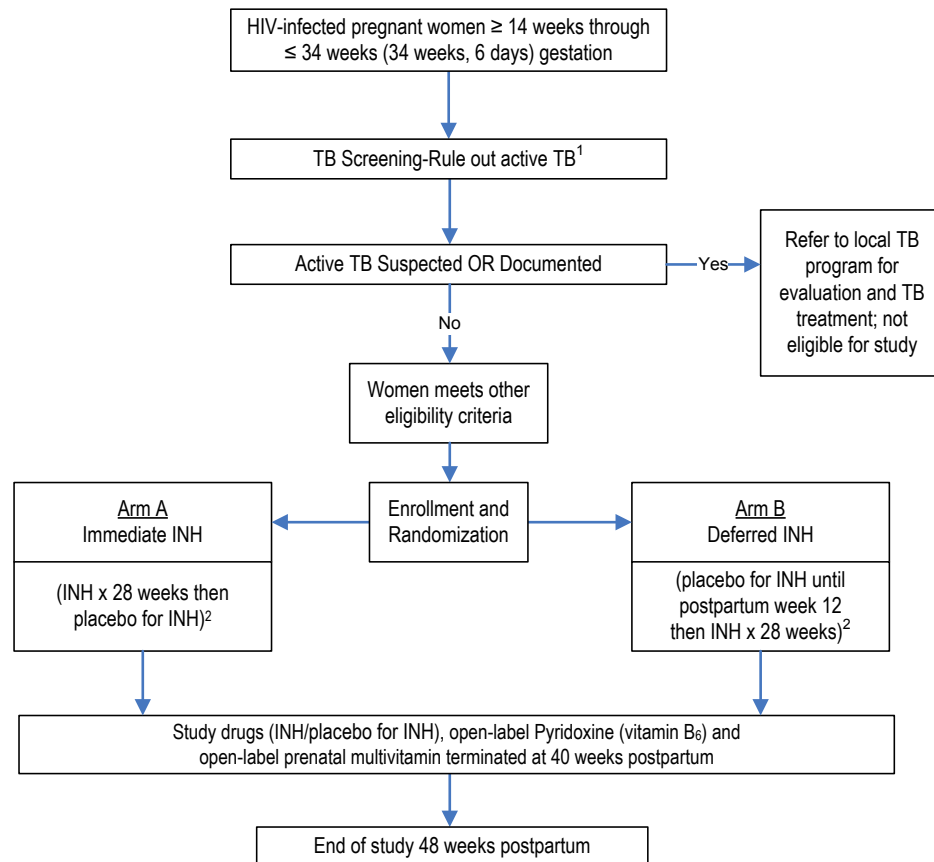 HIV-infected pregnant women ≥ 14 weeks through
≤ 34 weeks (34 weeks, 6 days) gestation
TB Screening-Rule out active TB¹
Active TB Suspected OR Documented
Yes
Refer to local TB
program for
evaluation and TB
treatment; not
eligible for study
No
Women meets other
eligibility criteria
Enrollment and
Randomization
Arm A
Immediate INH
(INH x 28 weeks then
placebo for INH)²
Arm B
Deferred INH
(placebo for INH until
postpartum week 12
then INH x 28 weeks)²
Study drugs (INH/placebo for INH), open-label Pyridoxine (vitamin B₆) and
open-label prenatal multivitamin terminated at 40 weeks postpartum
End of study 48 weeks postpartum